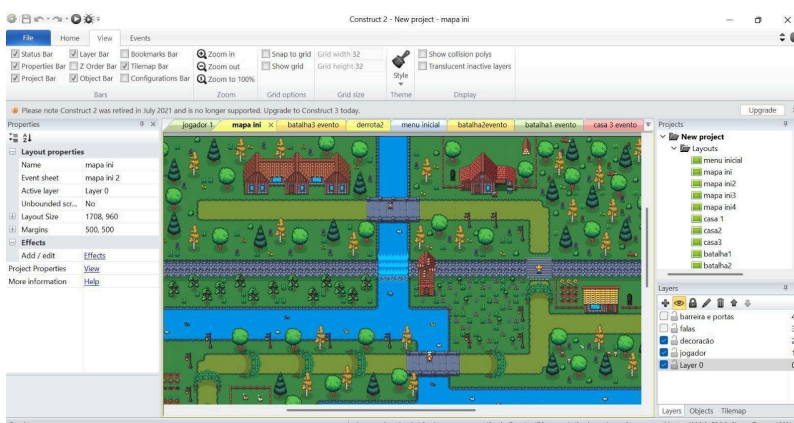 Construct 2 - New project - mapa ini
File Home View Events
Status Bar Layer Bar Bookmarks Bar Zoom in Snap to grid Grid width 32 Show collision polys
Properties Bar Z Order Bar Tilemap Bar Zoom out Show grid Grid height 32 Translucent inactive layers
Project Bar Object Bar Configurations Bar Zoom to 100% Style
Bars Zoom Grid options Grid size Theme Display
Please note Construct 2 was retired in July 2021 and is no longer supported. Upgrade to Construct 3 today. Upgrade
Properties jogador 1 mapa ini batalha3 evento derrota2 menu inicial batalha2evento batalha1 evento casa 3 evento Projects
New project
Layout properties Layouts
Name mapa ini menu inicial
Event sheet mapa ini 2 mapa ini
Active layer Layer 0 mapa ini2
Unbounded scr... No mapa ini3
Layout Size 1708, 960 mapa ini4
Margins 500, 500 casa 1
Effects casa2
Add / edit Effects casa3
Project Properties View batalha1
More information Help batalha2
Layers
barreira e portas 4
falas 3
decoracão 2
jogador 1
Layer 0 0
Layers Objects Tilemap